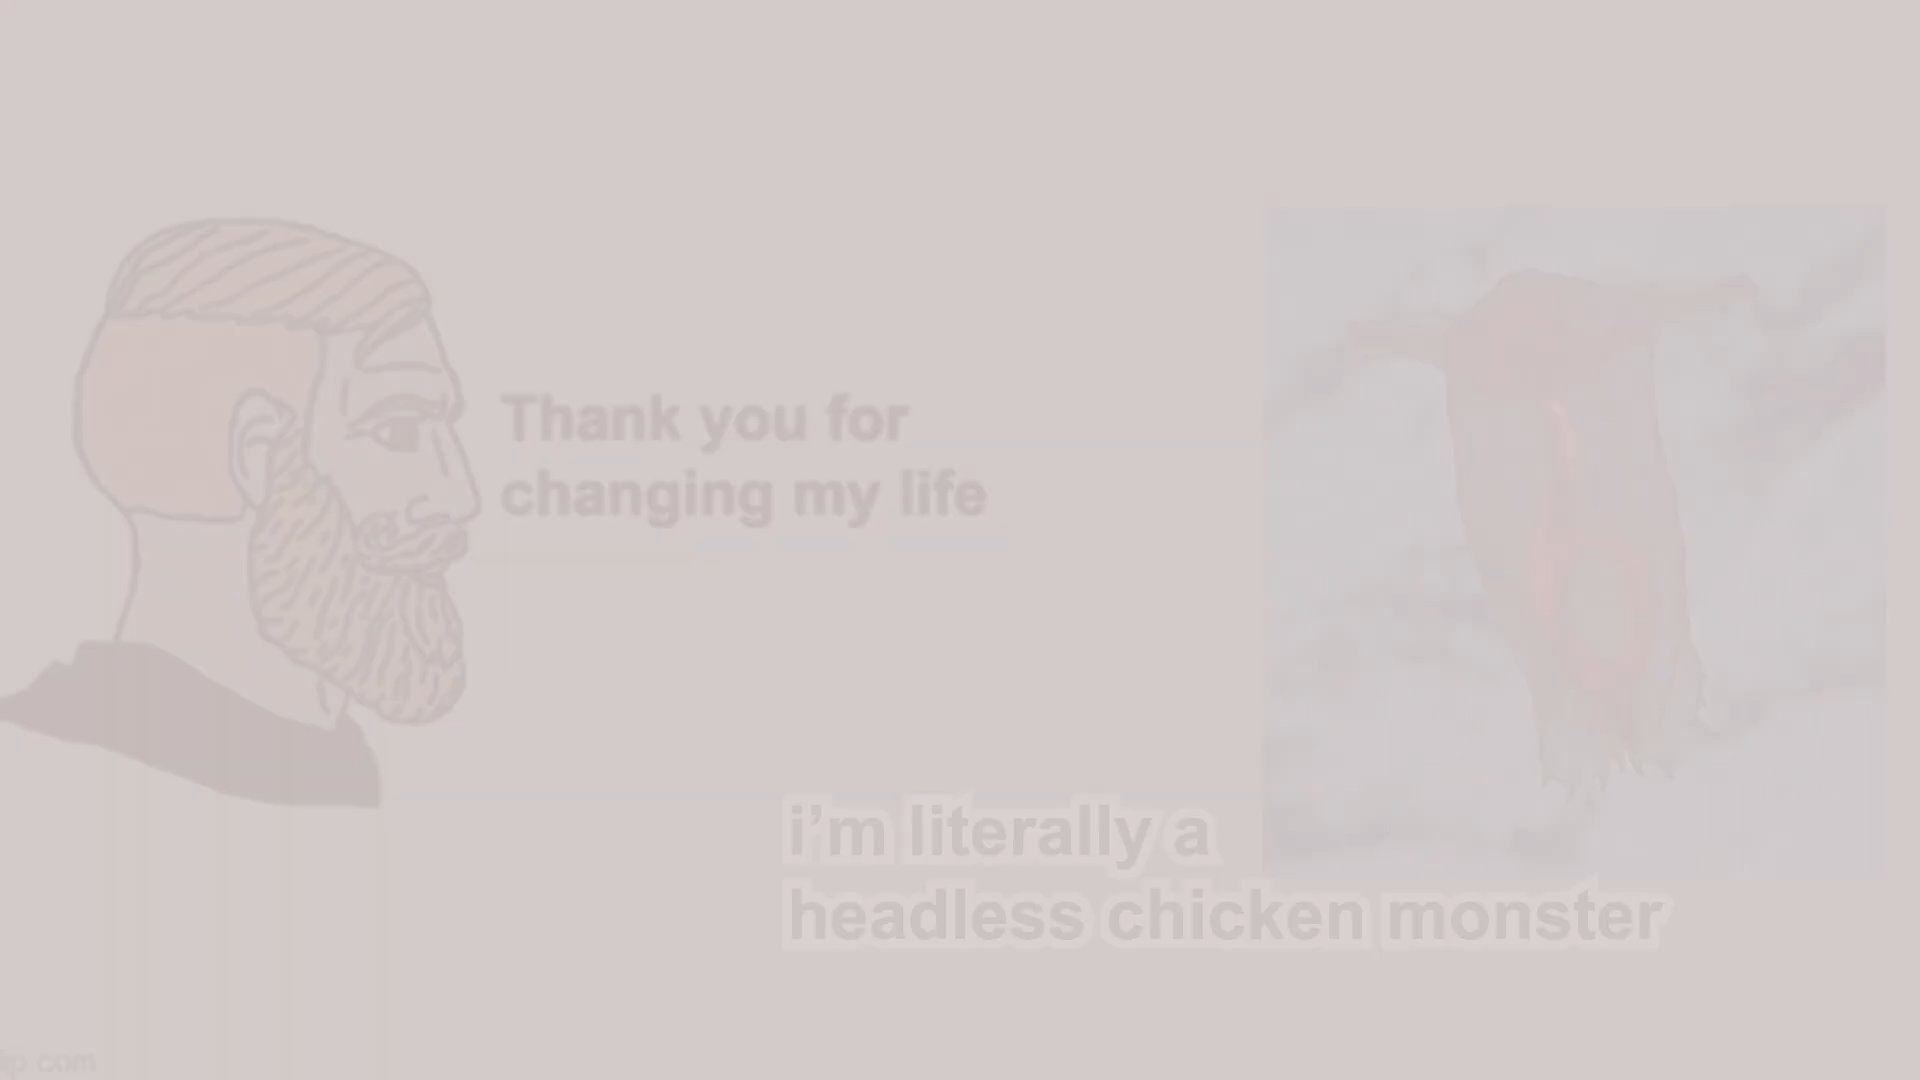 Thank you for
changing my life
i’m literally a
headless chicken monster